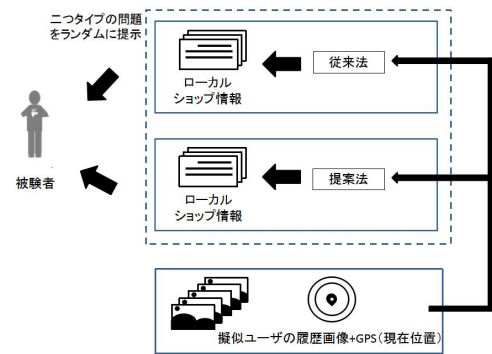 二つタイプの問題
をランダムに提示
従来法
ローカル
ショップ情報
被験者
提案法
ローカル
ショップ情報
擬似ユーザの履歴画像+GPS(現在位置)